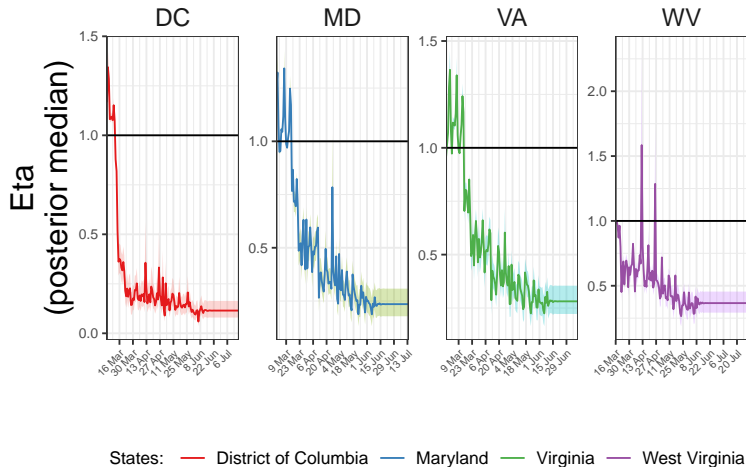 DC MD VA WV
Eta
(posterior median)
1.5
1.0
0.5
0.0
1.0
0.5
1.5
1.0
0.5
2.0
1.5
1.0
0.5
16 Mar 30 Mar 13 Apr 27 Apr 11 May 25 May 8 Jun 22 Jun 6 Jul
9 Mar 23 Mar 6 Apr 20 Apr 4 May 18 May 1 Jun 15 Jun 29 Jun 13 Jul
9 Mar 23 Mar 6 Apr 20 Apr 4 May 18 May 1 Jun 15 Jun 29 Jun
16 Mar 30 Mar 13 Apr 27 Apr 11 May 25 May 8 Jun 22 Jun 6 Jul 20 Jul
States: District of Columbia Maryland Virginia West Virginia